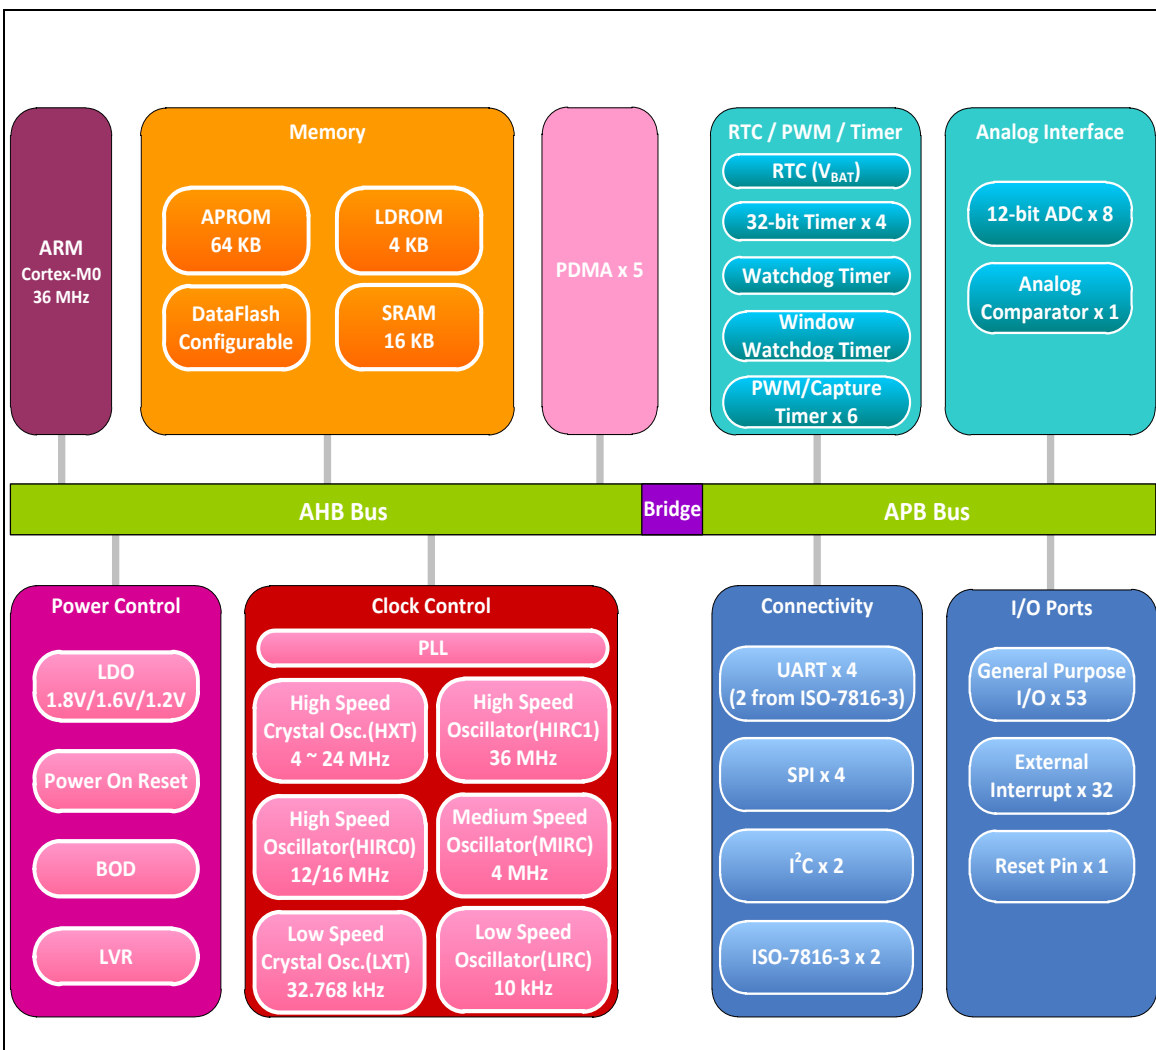 ARM
Cortex-M0
36 MHz
Memory
APROM
64 KB
LDROM
4 KB
DataFlash
Configurable
SRAM
16 KB
PDMA x 5
RTC / PWM / Timer
RTC (V_BAT)
32-bit Timer x 4
Watchdog Timer
Window
Watchdog Timer
PWM/Capture
Timer x 6
Analog Interface
12-bit ADC x 8
Analog
Comparator x 1
AHB Bus
Bridge
APB Bus
Power Control
LDO
1.8V/1.6V/1.2V
Power On Reset
BOD
LVR
Clock Control
PLL
High Speed
Crystal Osc.(HXT)
4 ~ 24 MHz
High Speed
Oscillator(HIRC1)
36 MHz
High Speed
Oscillator(HIRC0)
12/16 MHz
Medium Speed
Oscillator(MIRC)
4 MHz
Low Speed
Crystal Osc.(LXT)
32.768 kHz
Low Speed
Oscillator(LIRC)
10 kHz
Connectivity
UART x 4
(2 from ISO-7816-3)
SPI x 4
I²C x 2
ISO-7816-3 x 2
I/O Ports
General Purpose
I/O x 53
External
Interrupt x 32
Reset Pin x 1